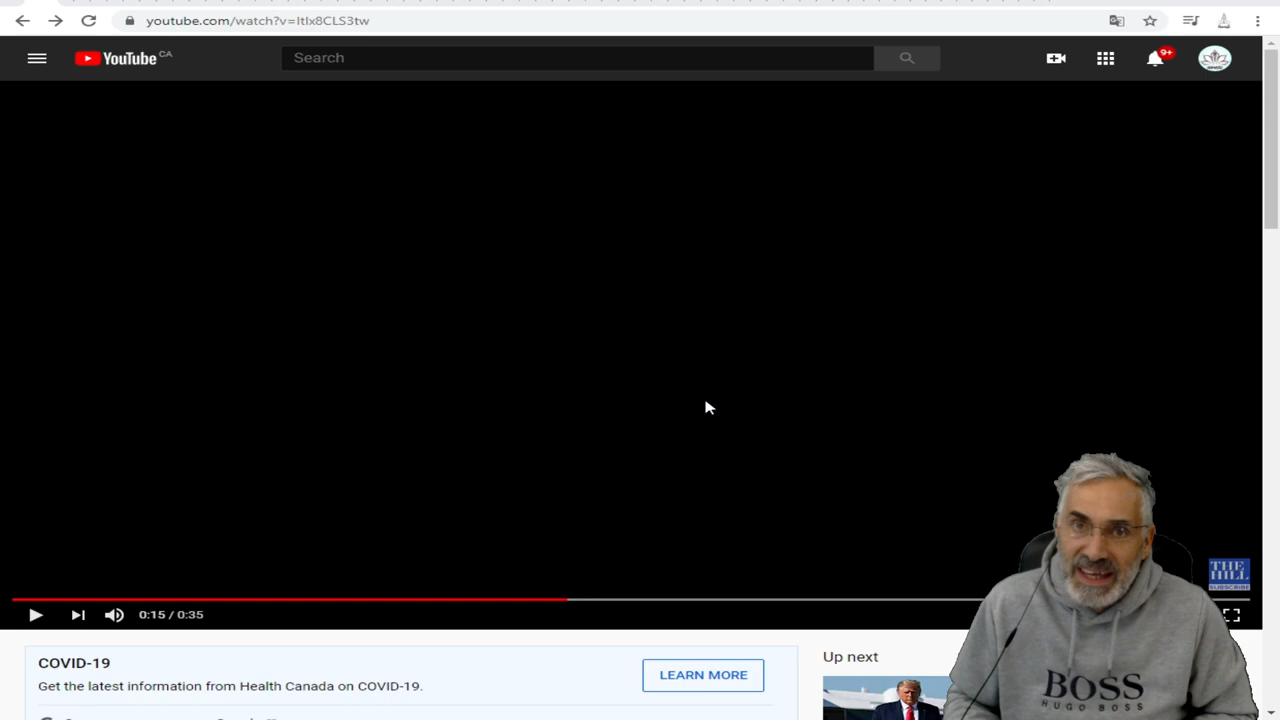 youtube.com/watch?v=Itlx8CLS3tw
YouTube CA
Search
9+
THE
HILL
SUBSCRIBE
0:15 / 0:35
COVID-19
Get the latest information from Health Canada on COVID-19.
LEARN MORE
Up next
BOSS
HUGO BOSS